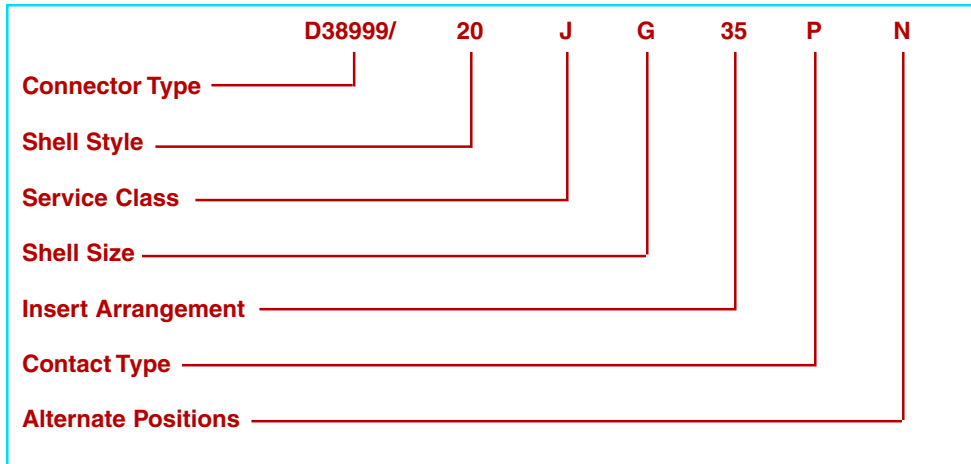 D38999/ 20 J G 35 P N
Connector Type
Shell Style
Service Class
Shell Size
Insert Arrangement
Contact Type
Alternate Positions